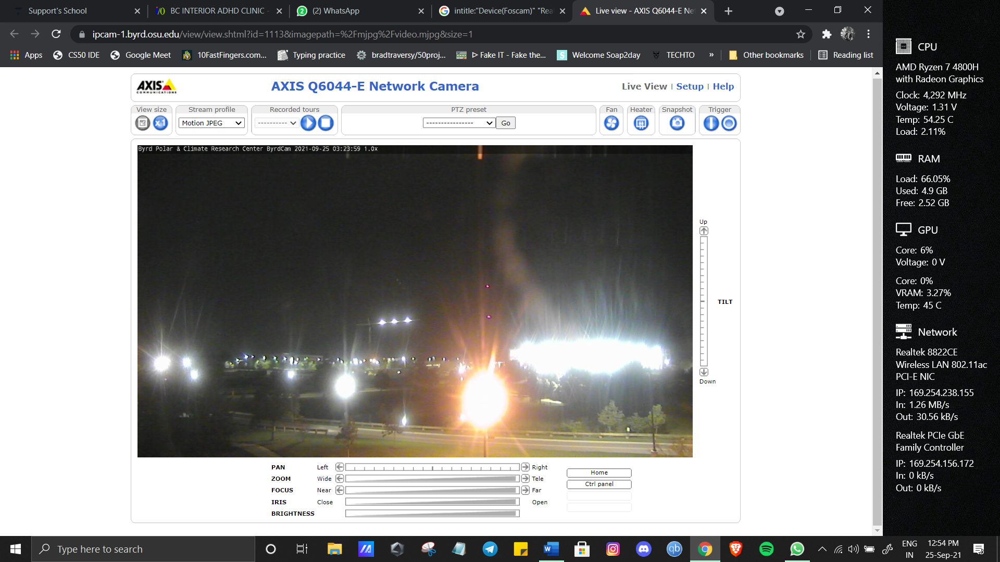 Support's School
BC INTERIOR ADHD CLINIC -
(2) WhatsApp
intitle:"Device(Foscam)" "Rea
Live view - AXIS Q6044-E Ne
ipcam-1.byrd.osu.edu/view/view.shtml?id=1113&imagepath=%2Fmjpg%2Fvideo.mjpg&size=1
Apps
CS50 IDE
Google Meet
10FastFingers.com...
Typing practice
bradtraversy/50proj...
Fake IT - Fake the...
Welcome Soap2day
TECHTO
»
Other bookmarks
Reading list
AXIS
COMMUNICATIONS
AXIS Q6044-E Network Camera
Live View | Setup | Help
View size
Stream profile
Recorded tours
PTZ preset
Fan
Heater
Snapshot
Trigger
x1
Motion JPEG
----------
----------------
Go
Byrd Polar & Climate Research Center ByrdCam 2021-09-25 03:23:59 1.0x
Up
TILT
Down
PAN Left Right
ZOOM Wide Tele
FOCUS Near Far
IRIS Close Open
BRIGHTNESS
Home
Ctrl panel
CPU
AMD Ryzen 7 4800H
with Radeon Graphics
Clock: 4,292 MHz
Voltage: 1.31 V
Temp: 54.25 C
Load: 2.11%
RAM
Load: 66.05%
Used: 4.9 GB
Free: 2.52 GB
GPU
Core: 6%
Voltage: 0 V
Core: 0%
VRAM: 3.27%
Temp: 45 C
Network
Realtek 8822CE
Wireless LAN 802.11ac
PCI-E NIC
IP: 169.254.238.155
In: 1.26 MB/s
Out: 30.56 kB/s
Realtek PCIe GbE
Family Controller
IP: 169.254.156.172
In: 0 kB/s
Out: 0 kB/s
Type here to search
qb
ENG
IN
12:54 PM
25-Sep-21